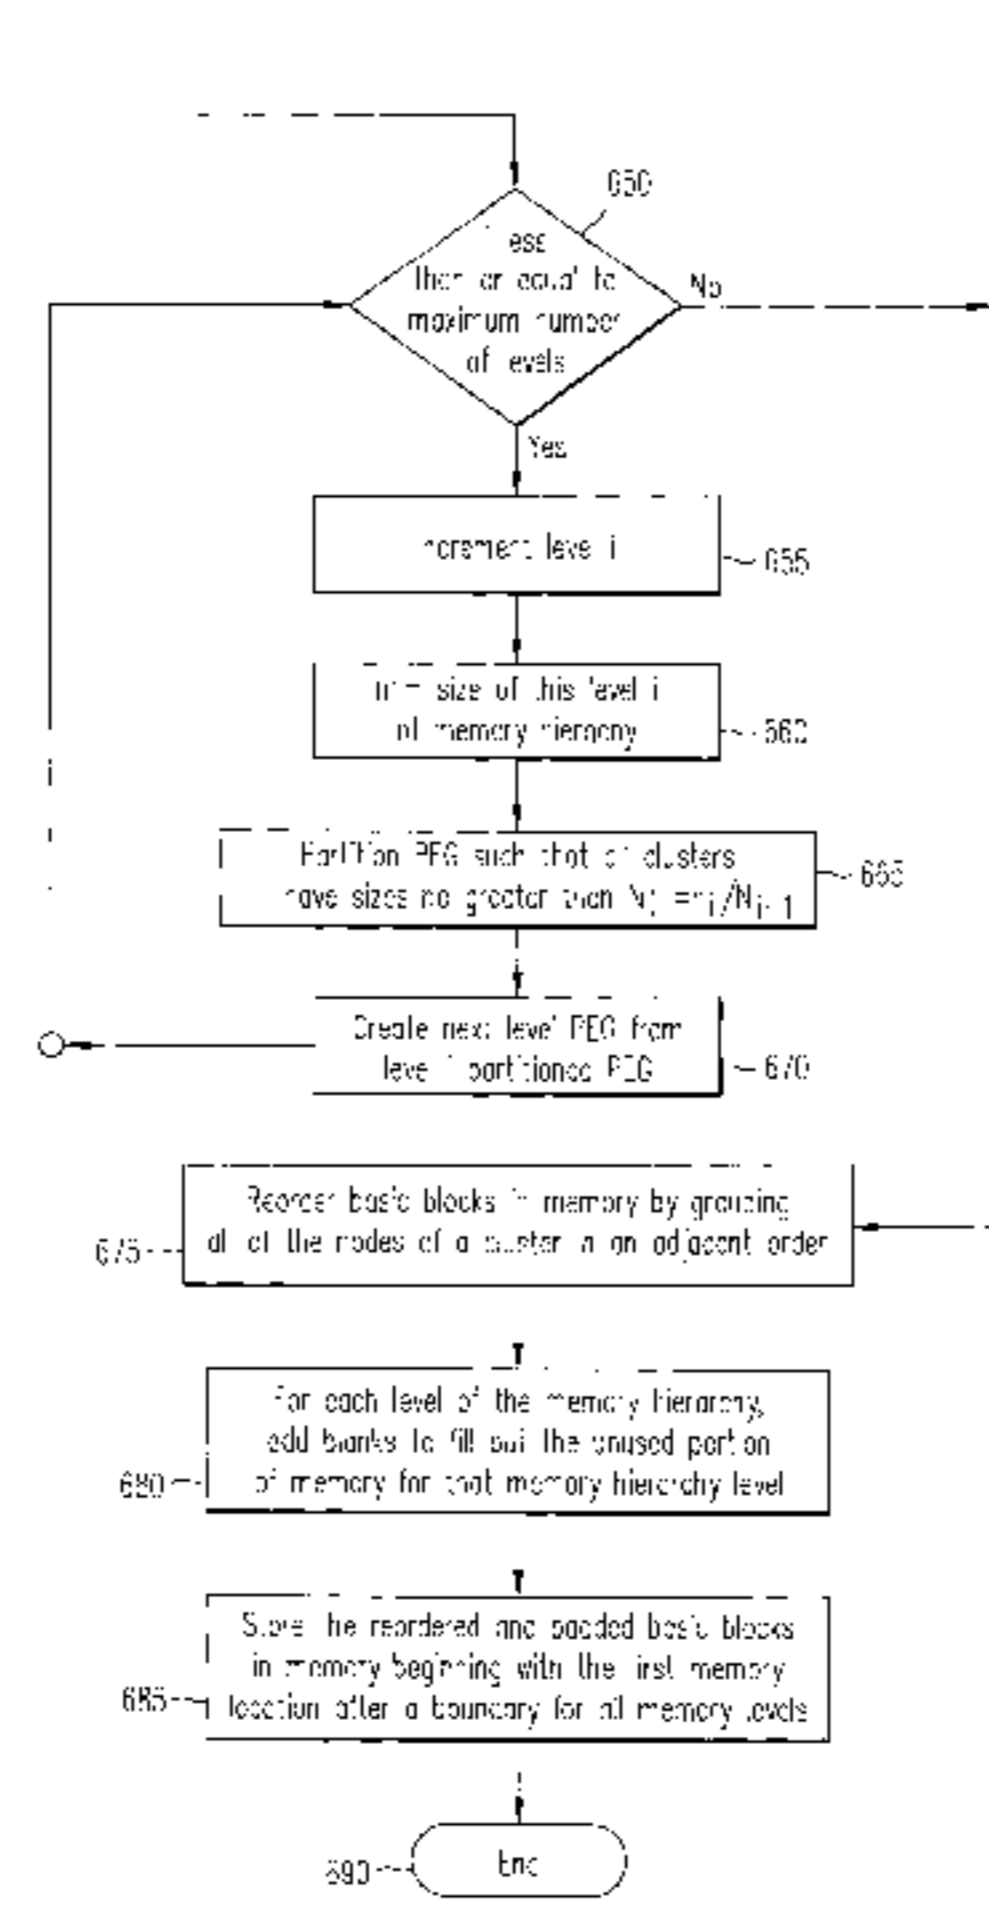 650
Less
than or equal to
maximum number
of levels
No
Yes
Increment level i
655
size of this level i
of memory hierarchy
660
Partition PEG such that all clusters
have sizes no greater than N =n i / N i-1
665
Create next level PEG from
level partitioned PEG
670
Reorder basic blocks in memory by grouping
all of the nodes of a cluster in an adjacent order
675
For each level of the memory hierarchy,
add blanks to fill out the unused portion
of memory for that memory hierarchy level
680
Store the reordered and padded basic blocks
in memory beginning with the first memory
location after a boundary for all memory levels
685
End
690